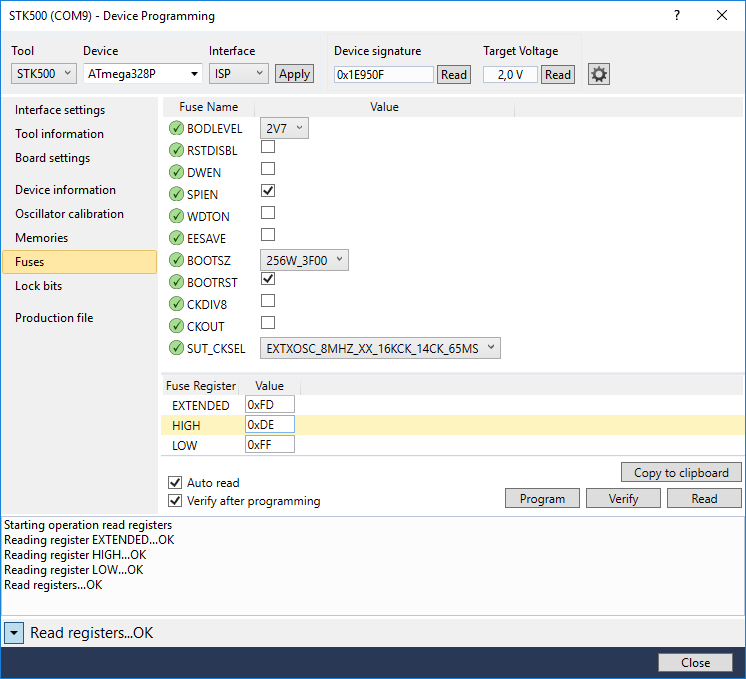 STK500 (COM9) - Device Programming
Tool Device Interface Device signature Target Voltage
STK500 ATmega328P ISP Apply 0x1E950F Read 2,0 V Read
Interface settings
Tool information
Board settings
Device information
Oscillator calibration
Memories
Fuses
Lock bits
Production file
Fuse Name Value
BODLEVEL 2V7
RSTDISBL
DWEN
SPIEN
WDTON
EESAVE
BOOTSZ 256W_3F00
BOOTRST
CKDIV8
CKOUT
SUT_CKSEL EXTXOSC_8MHZ_XX_16KCK_14CK_65MS
Fuse Register Value
EXTENDED 0xFD
HIGH 0xDE
LOW 0xFF
Copy to clipboard
Auto read
Verify after programming
Program Verify Read
Starting operation read registers
Reading register EXTENDED...OK
Reading register HIGH...OK
Reading register LOW...OK
Read registers...OK
Read registers...OK
Close